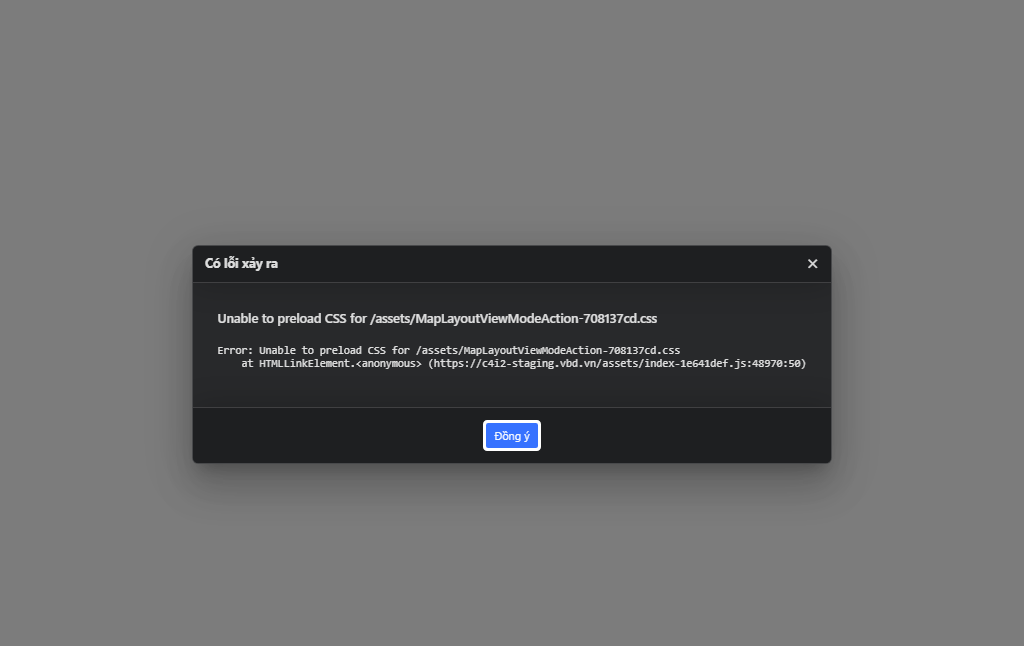 Có lỗi xảy ra
Unable to preload CSS for /assets/MapLayoutViewModeAction-708137cd.css
Error: Unable to preload CSS for /assets/MapLayoutViewModeAction-708137cd.css
at HTMLLinkElement.<anonymous> (https://c4i2-staging.vbd.vn/assets/index-1e641def.js:48970:50)
Đồng ý